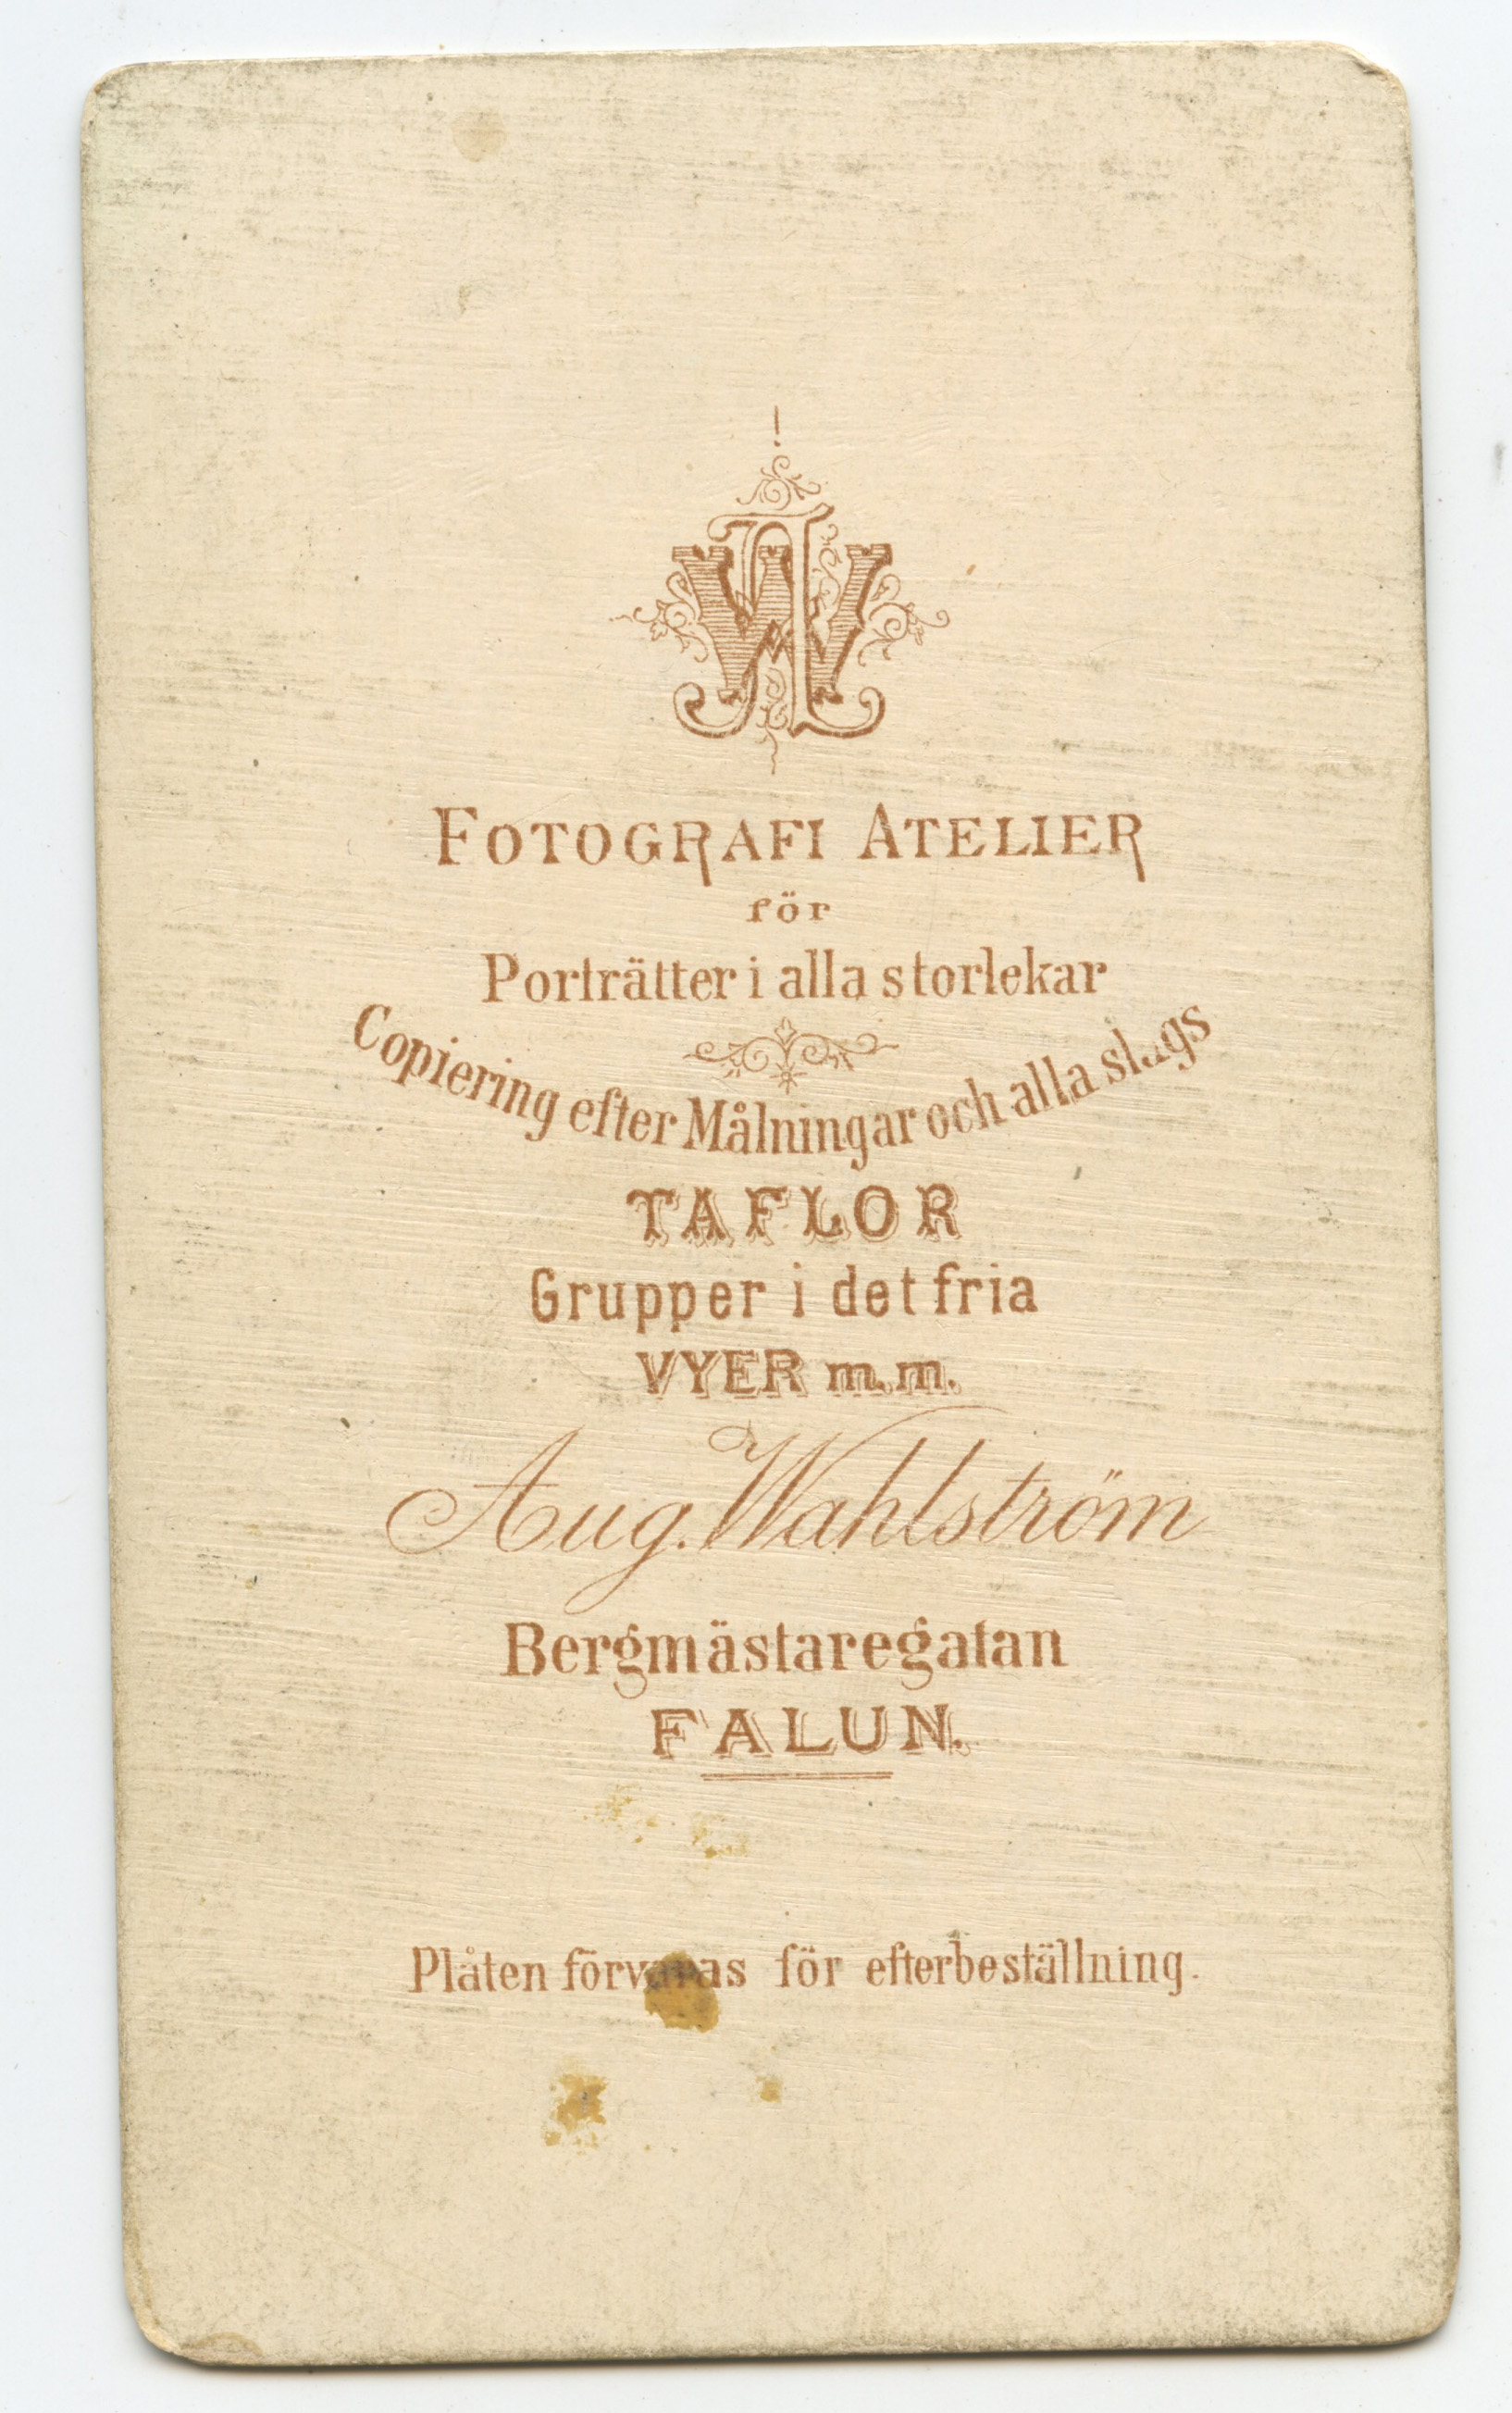 AW
FOTOGRAFI ATELIER
för
Porträtter i alla storlekar
Copiering efter Målningar och alla slags
TAFLOR
Grupper i det fria
VYER m.m.
Aug. Wahlström
Bergmästaregatan
FALUN.
Plåten förvaras för efterbeställning.